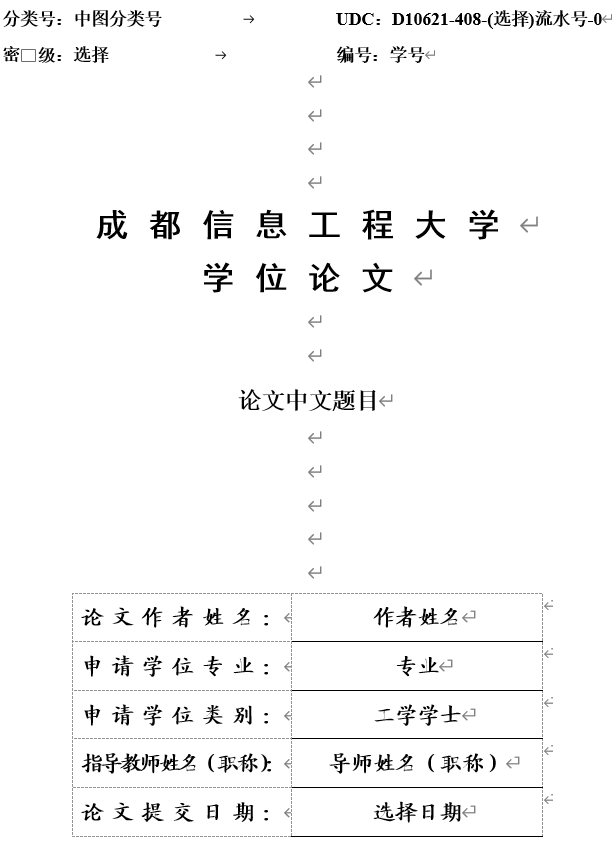 分类号：中图分类号 → UDC：D10621-408-(选择)流水号-0
密□级：选择 → 编号：学号
成都信息工程大学
学位论文
论文中文题目
论文作者姓名： 作者姓名
申请学位专业： 专业
申请学位类别： 工学学士
指导教师姓名（职称）： 导师姓名（职称）
论文提交日期： 选择日期